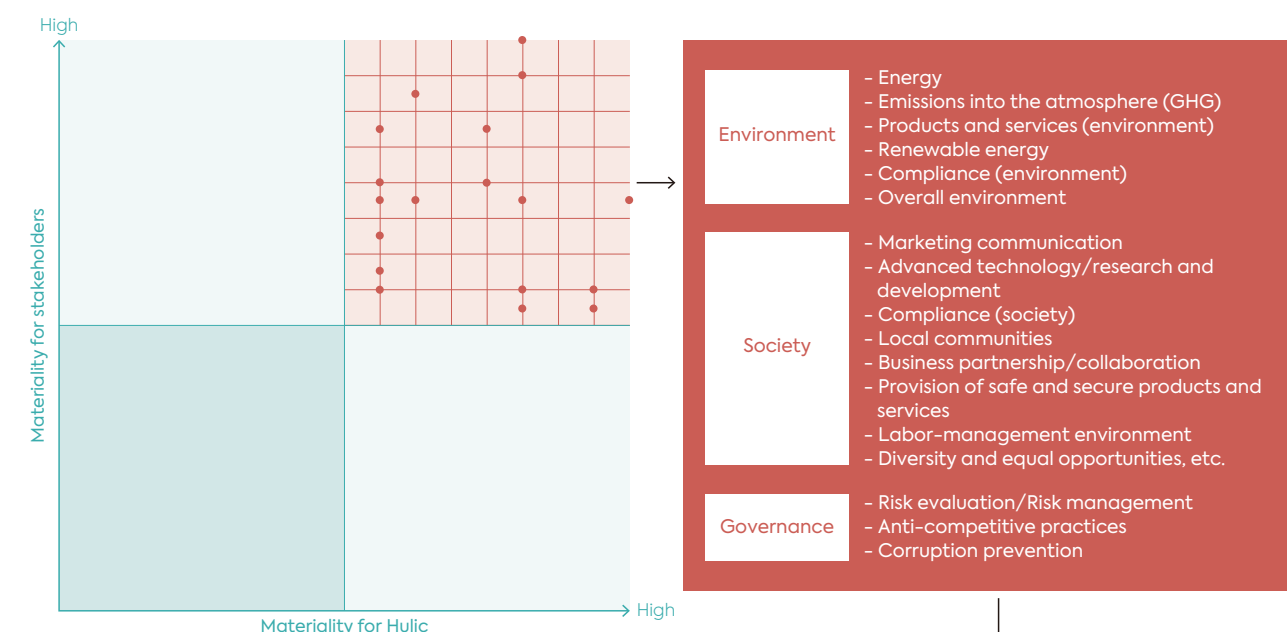 High
Materiality for stakeholders
High
Materiality for Hulic
Environment
- Energy
- Emissions into the atmosphere (GHG)
- Products and services (environment)
- Renewable energy
- Compliance (environment)
- Overall environment
Society
- Marketing communication
- Advanced technology/research and
development
- Compliance (society)
- Local communities
- Business partnership/collaboration
- Provision of safe and secure products and
services
- Labor-management environment
- Diversity and equal opportunities, etc.
Governance
- Risk evaluation/Risk management
- Anti-competitive practices
- Corruption prevention